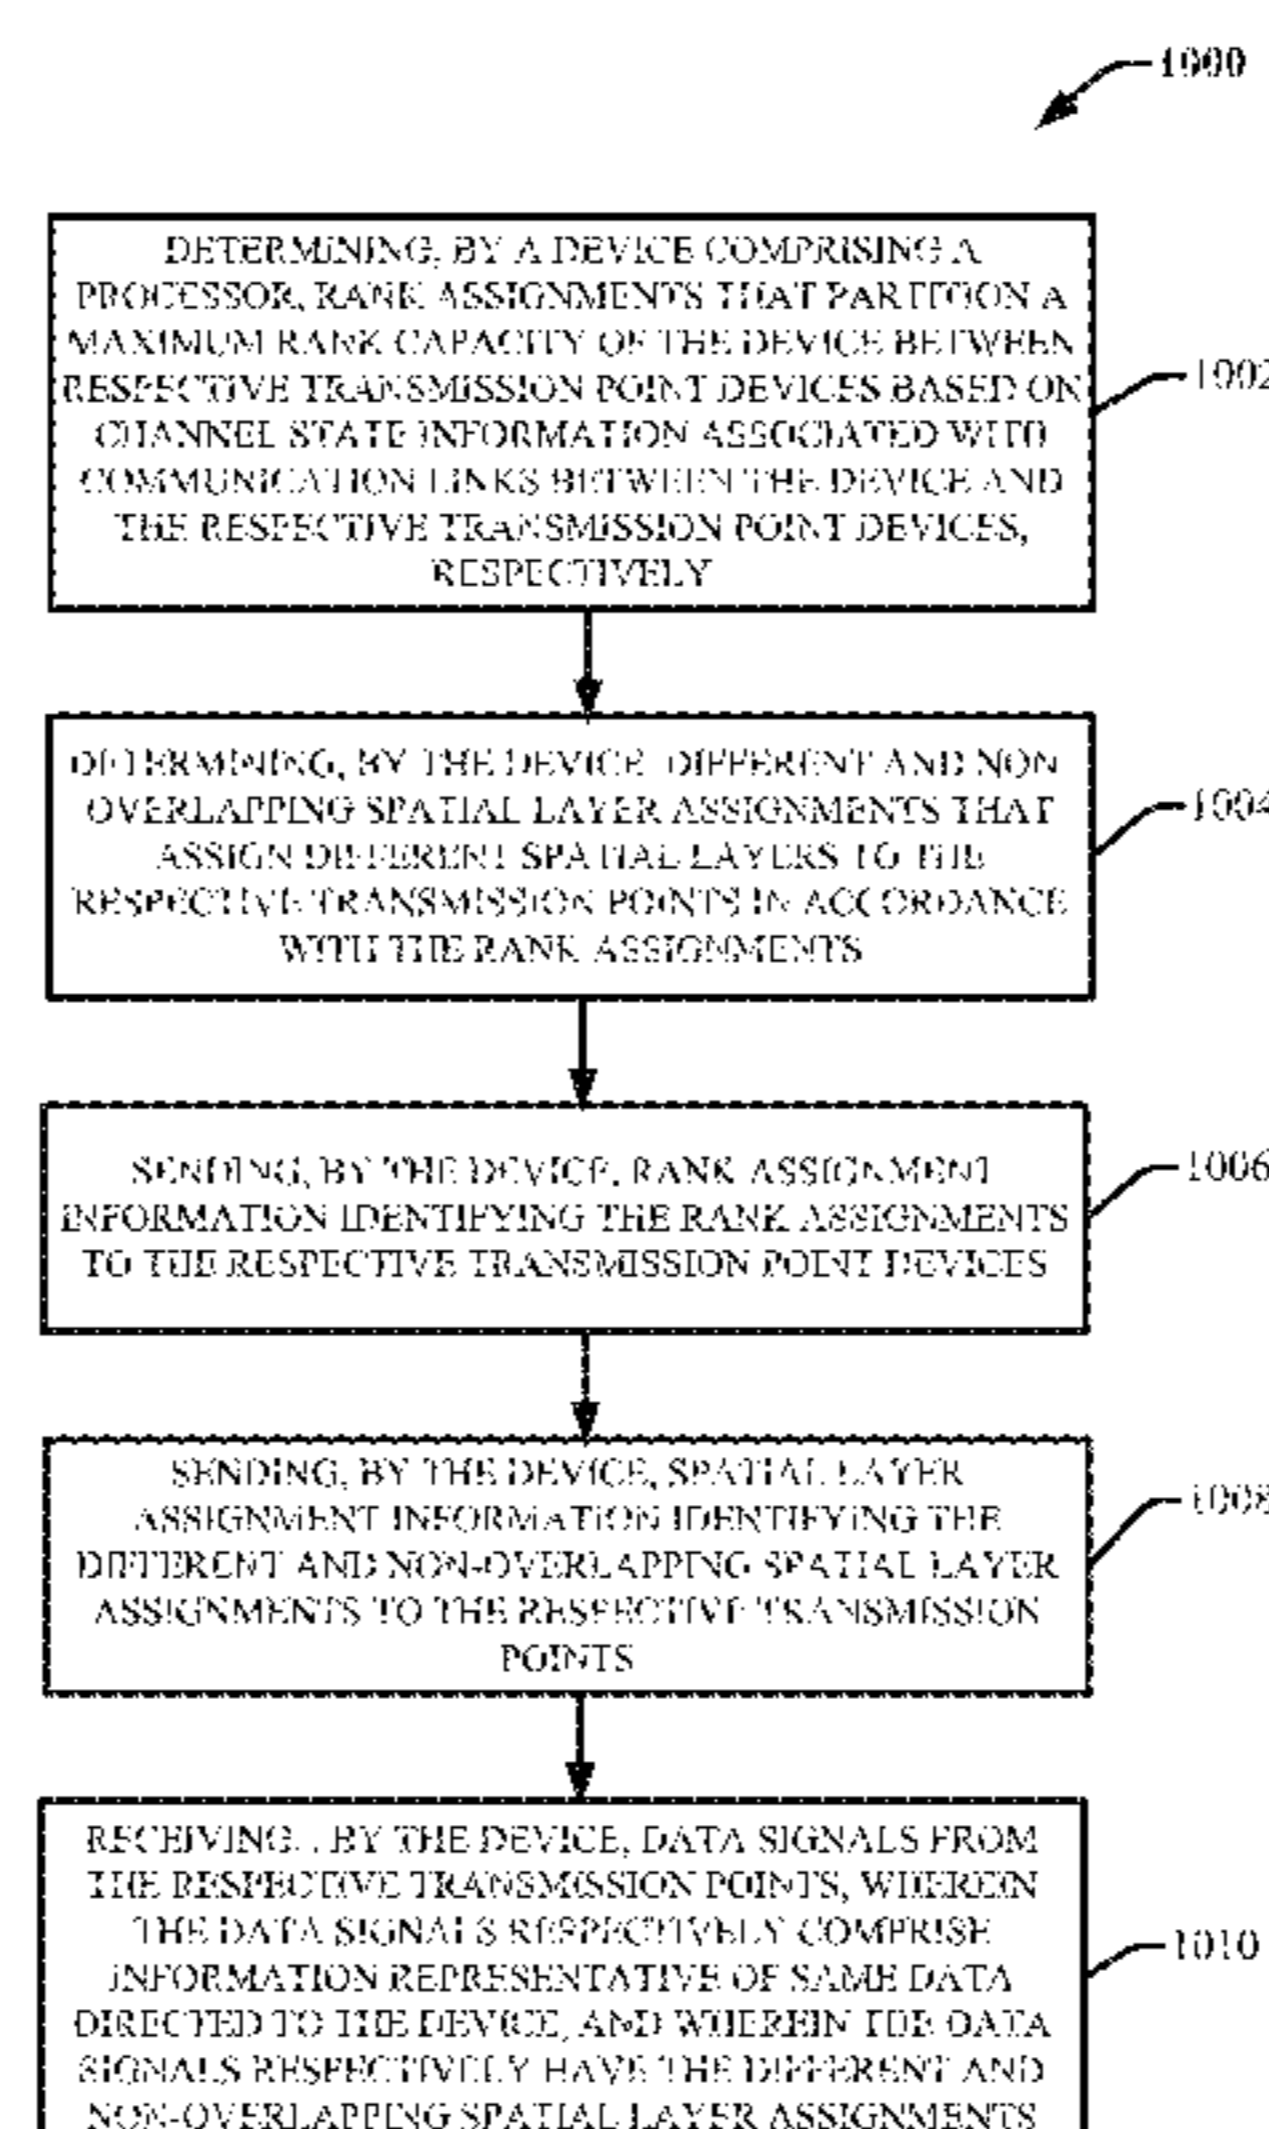 1000
DETERMINING, BY A DEVICE COMPRISING A
PROCESSOR, RANK ASSIGNMENTS THAT PARTITION A
MAXIMUM RANK CAPACITY OF THE DEVICE BETWEEN
RESPECTIVE TRANSMISSION POINT DEVICES BASED ON
CHANNEL STATE INFORMATION ASSOCIATED WITH
COMMUNICATION LINKS BETWEEN THE DEVICE AND
THE RESPECTIVE TRANSMISSION POINT DEVICES,
RESPECTIVELY
1002
DETERMINING, BY THE DEVICE DIFFERENT AND NON
OVERLAPPING SPATIAL LAYER ASSIGNMENTS THAT
ASSIGN DIFFERENT SPATIAL LAYERS TO THE
RESPECTIVE TRANSMISSION POINTS IN ACCORDANCE
WITH THE RANK ASSIGNMENTS
1004
SENDING, BY THE DEVICE, RANK ASSIGNMENT
INFORMATION IDENTIFYING THE RANK ASSIGNMENTS
TO THE RESPECTIVE TRANSMISSION POINT DEVICES
1006
SENDING, BY THE DEVICE, SPATIAL LAYER
ASSIGNMENT INFORMATION IDENTIFYING THE
DIFFERENT AND NON-OVERLAPPING SPATIAL LAYER
ASSIGNMENTS TO THE RESPECTIVE TRANSMISSION
POINTS
1008
RECEIVING. , BY THE DEVICE, DATA SIGNALS FROM
THE RESPECTIVE TRANSMISSION POINTS, WHEREIN
THE DATA SIGNALS RESPECTIVELY COMPRISE
INFORMATION REPRESENTATIVE OF SAME DATA
DIRECTED TO THE DEVICE, AND WHEREIN THE DATA
SIGNALS RESPECTIVELY HAVE THE DIFFERENT AND
NON-OVERLAPPING SPATIAL LAYER ASSIGNMENTS
1010